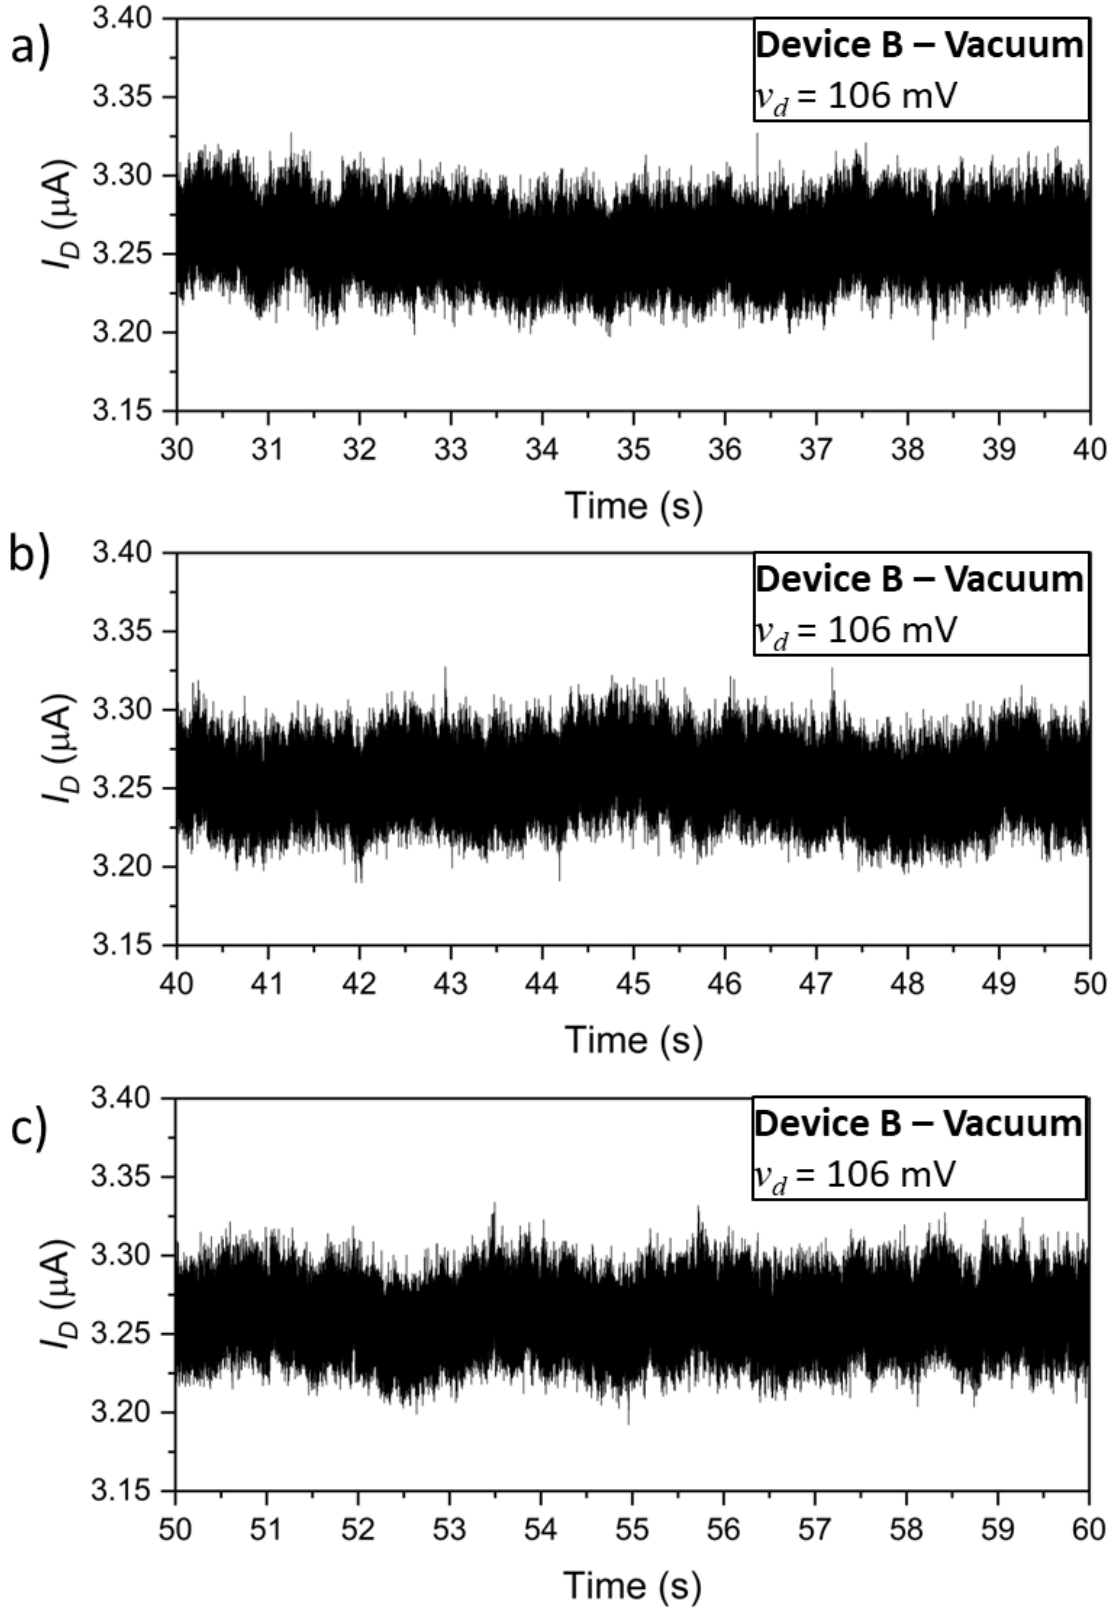 a)
Device B – Vacuum
v_d = 106 mV
3.40
3.35
3.30
3.25
3.20
3.15
I_D (μA)
30 31 32 33 34 35 36 37 38 39 40
Time (s)
b)
Device B – Vacuum
v_d = 106 mV
3.40
3.35
3.30
3.25
3.20
3.15
I_D (μA)
40 41 42 43 44 45 46 47 48 49 50
Time (s)
c)
Device B – Vacuum
v_d = 106 mV
3.40
3.35
3.30
3.25
3.20
3.15
I_D (μA)
50 51 52 53 54 55 56 57 58 59 60
Time (s)